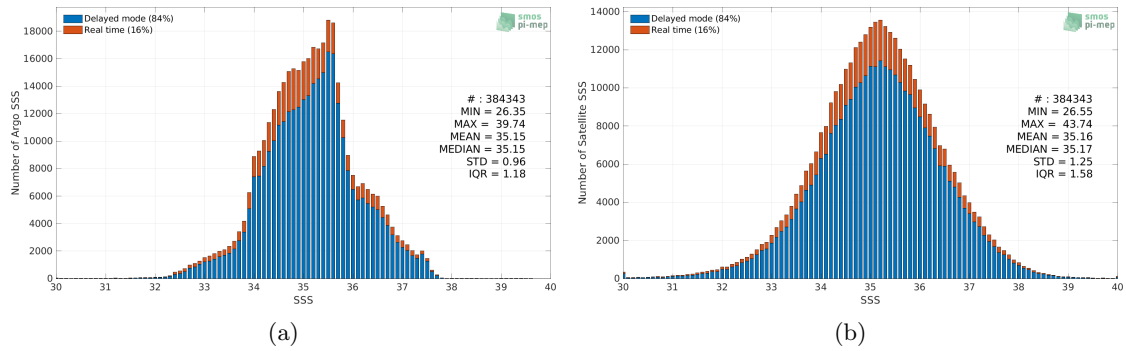 Delayed mode (84%)
Real time (16%)
smos
pi-mep
18000
16000
14000
12000
10000
8000
6000
4000
2000
0
Number of Argo SSS
# : 384343
MIN = 26.35
MAX = 39.74
MEAN = 35.15
MEDIAN = 35.15
STD = 0.96
IQR = 1.18
30 31 32 33 34 35 36 37 38 39 40
SSS
(a)
Delayed mode (84%)
Real time (16%)
smos
pi-mep
14000
12000
10000
8000
6000
4000
2000
0
Number of Satellite SSS
# : 384343
MIN = 26.55
MAX = 43.74
MEAN = 35.16
MEDIAN = 35.17
STD = 1.25
IQR = 1.58
30 31 32 33 34 35 36 37 38 39 40
SSS
(b)